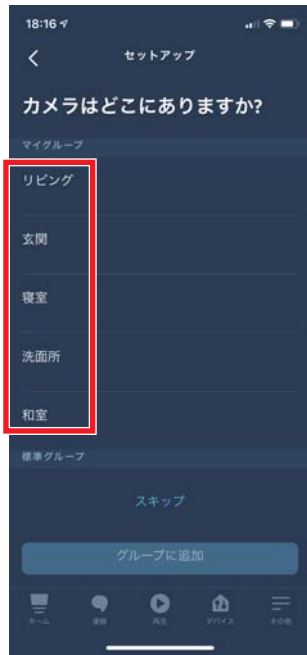 18:16
セットアップ
カメラはどこにありますか?
マイグループ
リビング
玄関
寝室
洗面所
和室
標準グループ
スキップ
グループに追加
ホーム
連絡
再生
デバイス
その他